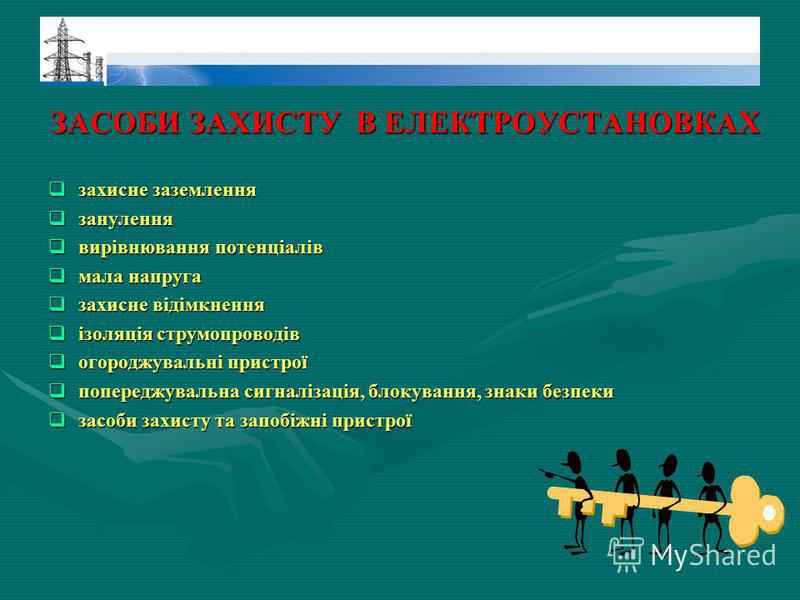 ЗАСОБИ ЗАХИСТУ В ЕЛЕКТРОУСТАНОВКАХ
захисне заземлення
занулення
вирівнювання потенціалів
мала напруга
захисне відімкнення
ізоляція струмопроводів
огороджувальні пристрої
попереджувальна сигналізація, блокування, знаки безпеки
засоби захисту та запобіжні пристрої
MyShared